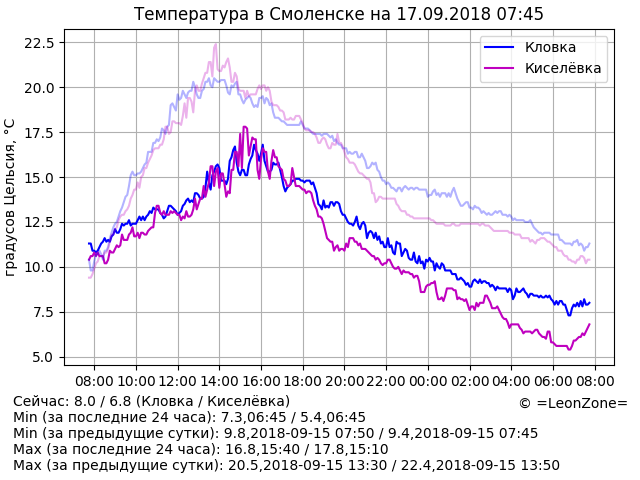 Температура в Смоленске на 17.09.2018 07:45
градусов Цельсия, °C
22.5
20.0
17.5
15.0
12.5
10.0
7.5
5.0
Кловка
Киселёвка
08:00 10:00 12:00 14:00 16:00 18:00 20:00 22:00 00:00 02:00 04:00 06:00 08:00
Сейчас: 8.0 / 6.8 (Кловка / Киселёвка)
© =LeonZone=
Min (за последние 24 часа): 7.3,06:45 / 5.4,06:45
Min (за предыдущие сутки): 9.8,2018-09-15 07:50 / 9.4,2018-09-15 07:45
Max (за последние 24 часа): 16.8,15:40 / 17.8,15:10
Max (за предыдущие сутки): 20.5,2018-09-15 13:30 / 22.4,2018-09-15 13:50